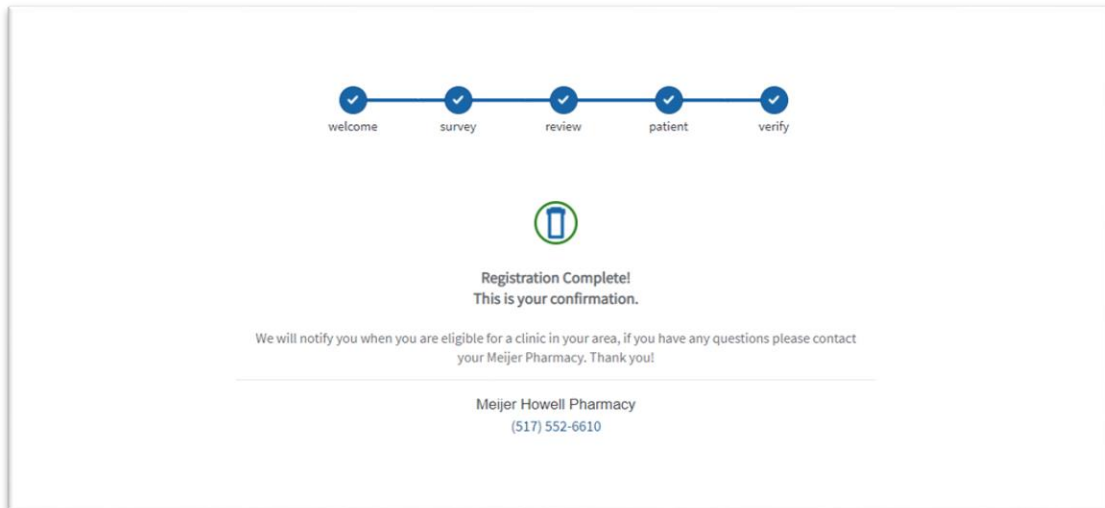 welcome survey review patient verify
Registration Complete!
This is your confirmation.
We will notify you when you are eligible for a clinic in your area, if you have any questions please contact
your Meijer Pharmacy. Thank you!
Meijer Howell Pharmacy
(517) 552-6610